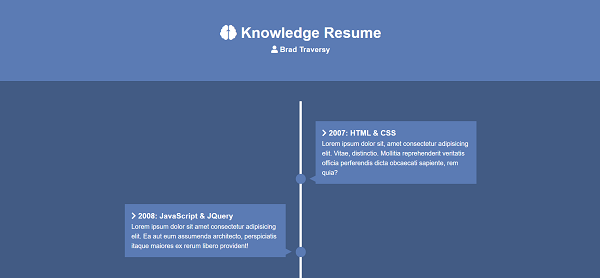 Knowledge Resume
Brad Traversy
2007: HTML & CSS
Lorem ipsum dolor sit, amet consectetur adipisicing
elit. Vitae, distinctio. Mollitia reprehenderit veritatis
officia perferendis dicta obcaecati sapiente, rem
quia?
2008: JavaScript & JQuery
Lorem ipsum dolor sit amet consectetur adipisicing
elit. Ea aut eum assumenda architecto, perspiciatis
itaque maiores ex rerum libero provident!